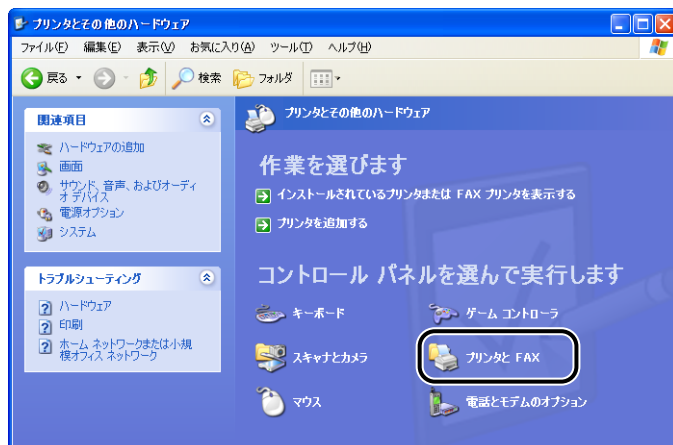 プリンタとその他のハードウェア
ファイル(F) 編集(E) 表示(V) お気に入り(A) ツール(T) ヘルプ(H)
戻る 検索 フォルダ
関連項目
ハードウェアの追加
画面
サウンド、音声、およびオーディ
オ デバイス
電源オプション
システム
トラブルシューティング
ハードウェア
印刷
ホーム ネットワークまたは小規
模オフィス ネットワーク
プリンタとその他のハードウェア
作業を選びます
インストールされているプリンタまたは FAX プリンタを表示する
プリンタを追加する
コントロール パネルを選んで実行します
キーボード
ゲーム コントローラ
スキャナとカメラ
プリンタと FAX
マウス
電話とモデムのオプション